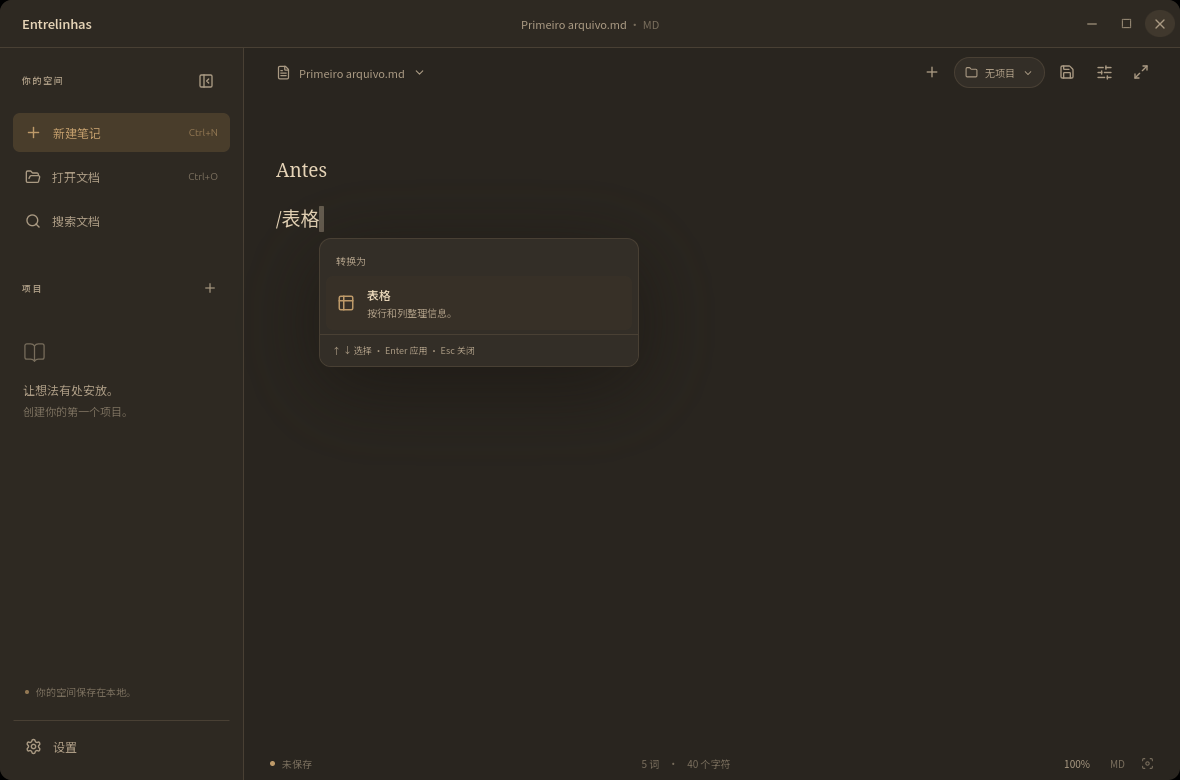 Entrelinhas
Primeiro arquivo.md • MD
你的空间
新建笔记 Ctrl+N
打开文档 Ctrl+O
搜索文档
项目
让想法有处安放。
创建你的第一个项目。
你的空间保存在本地。
设置
Primeiro arquivo.md
无项目
Antes
/表格
转换为
表格
按行和列整理信息。
↑ ↓ 选择 • Enter 应用 • Esc 关闭
未保存
5 词 • 40 个字符
100% MD